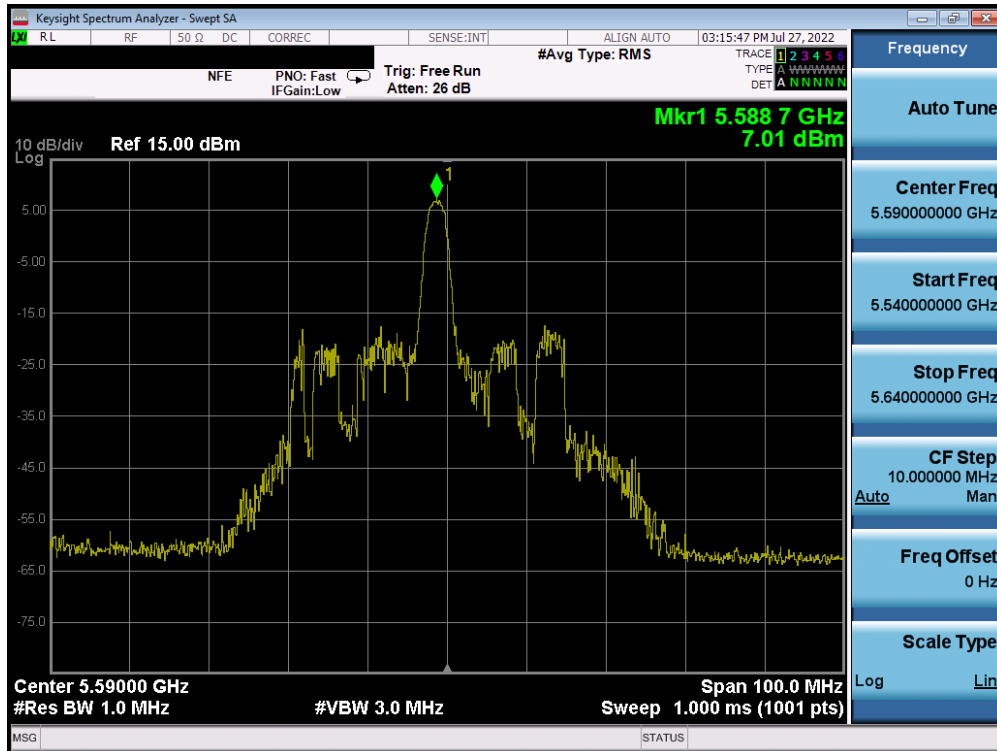 Keysight Spectrum Analyzer - Swept SA
LXI RL RF 50 Ω DC CORREC SENSE:INT ALIGN AUTO 03:15:47 PM Jul 27, 2022
Frequency
#Avg Type: RMS TRACE 1 2 3 4 5 6
NFE PNO: Fast Trig: Free Run TYPE A WWWWW
IFGain:Low Atten: 26 dB DET A N N N N N
Auto Tune
Mkr1 5.588 7 GHz
7.01 dBm
10 dB/div Ref 15.00 dBm
Log
1
5.00
-5.00
-15.0
-25.0
-35.0
-45.0
-55.0
-65.0
-75.0
Center Freq
5.590000000 GHz
Start Freq
5.540000000 GHz
Stop Freq
5.640000000 GHz
CF Step
10.000000 MHz
Auto Man
Freq Offset
0 Hz
Scale Type
Log Lin
Center 5.59000 GHz Span 100.0 MHz
#Res BW 1.0 MHz #VBW 3.0 MHz Sweep 1.000 ms (1001 pts)
MSG STATUS